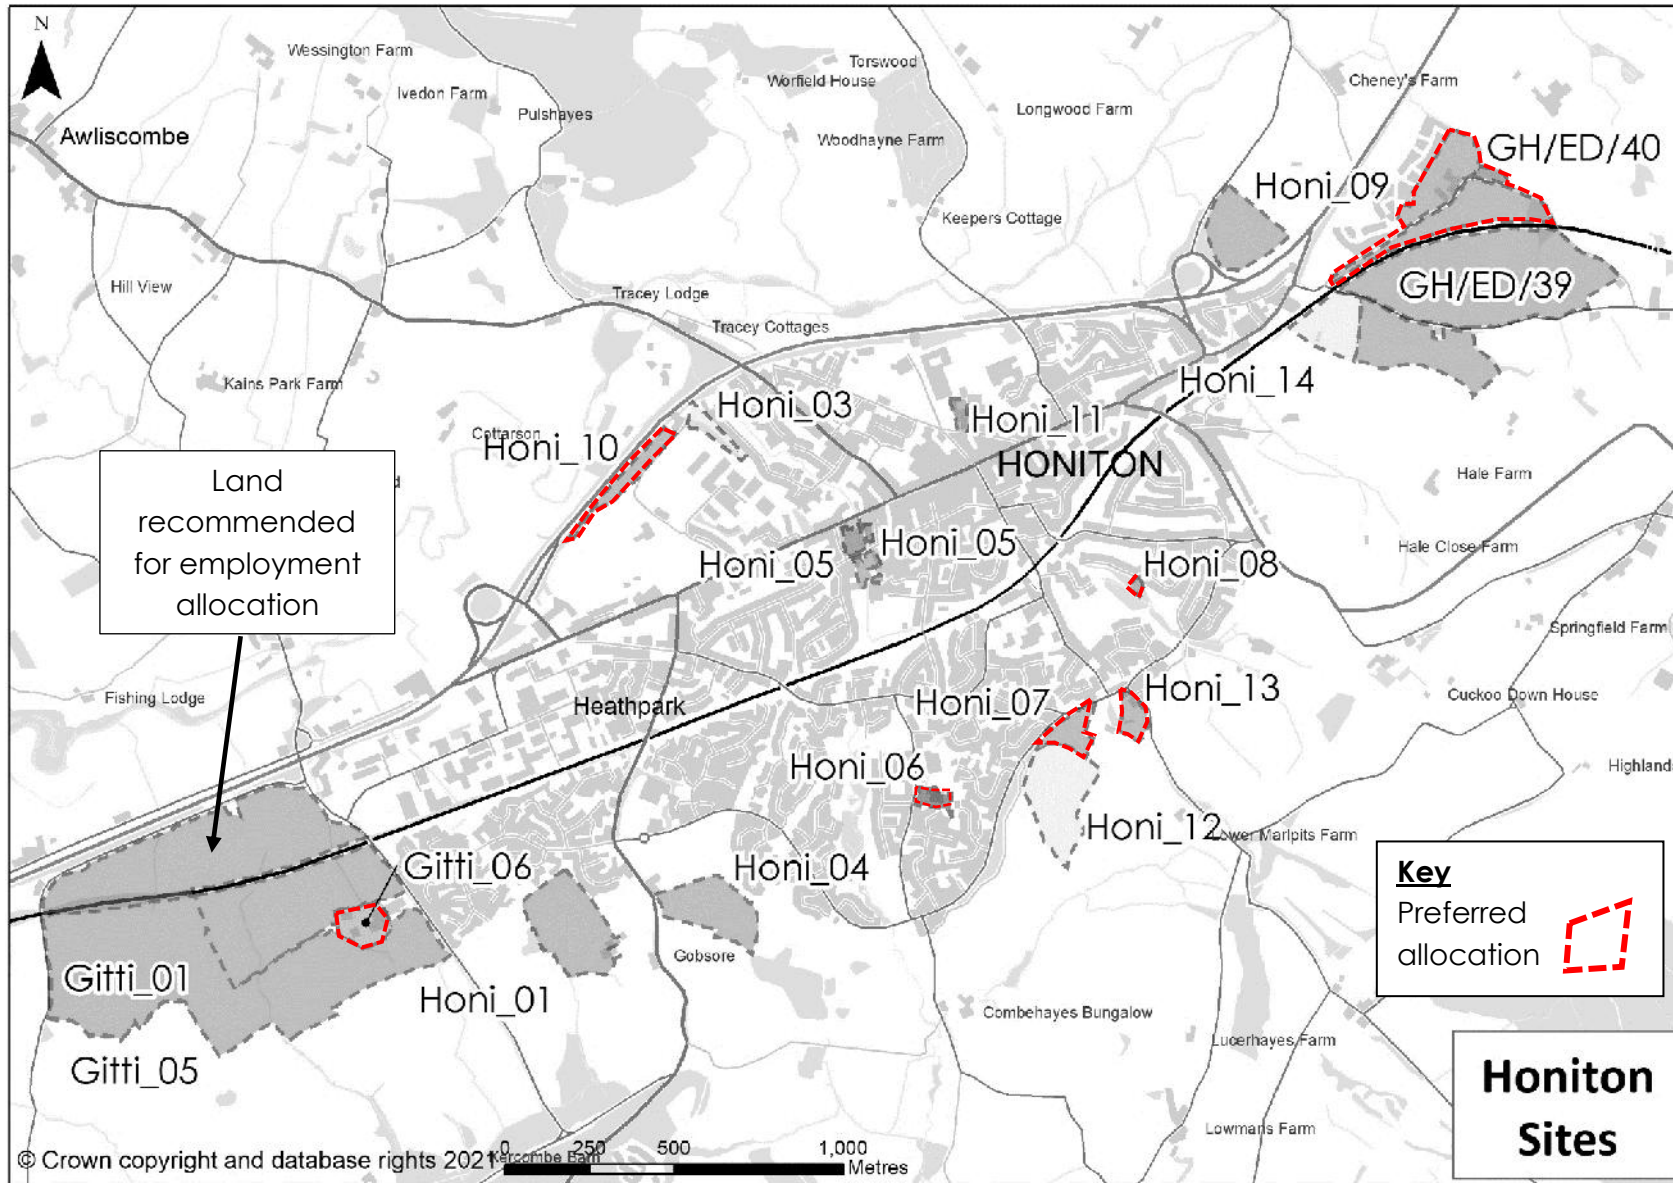 N
Wessington Farm
Torswood
Worfield House
Cheney's Farm
Ivedon Farm
Pulshayes
Longwood Farm
Awliscombe
Woodhayne Farm
GH/ED/40
Honi_09
Keepers Cottage
Hill View
Tracey Lodge
GH/ED/39
Tracey Cottages
Kains Park Farm
Honi_14
Honi_03
Honi_11
Cottarson
Honi_10
HONITON
Hale Farm
Land
recommended
for employment
allocation
d
Honi_05
Honi_05
Hale Close Farm
Honi_08
Springfield Farm
Fishing Lodge
Heathpark
Honi_07
Honi_13
Cuckoo Down House
Honi_06
Highlands
Honi_12
Lower Marlpits Farm
Gitti_06
Honi_04
Key
Preferred
allocation
Gobsore
Gitti_01
Honi_01
Combehayes Bungalow
Lucerhayes Farm
Gitti_05
Honiton
Sites
Lowmans Farm
© Crown copyright and database rights 2021
Kercombe Barn
0 250 500 1,000
Metres